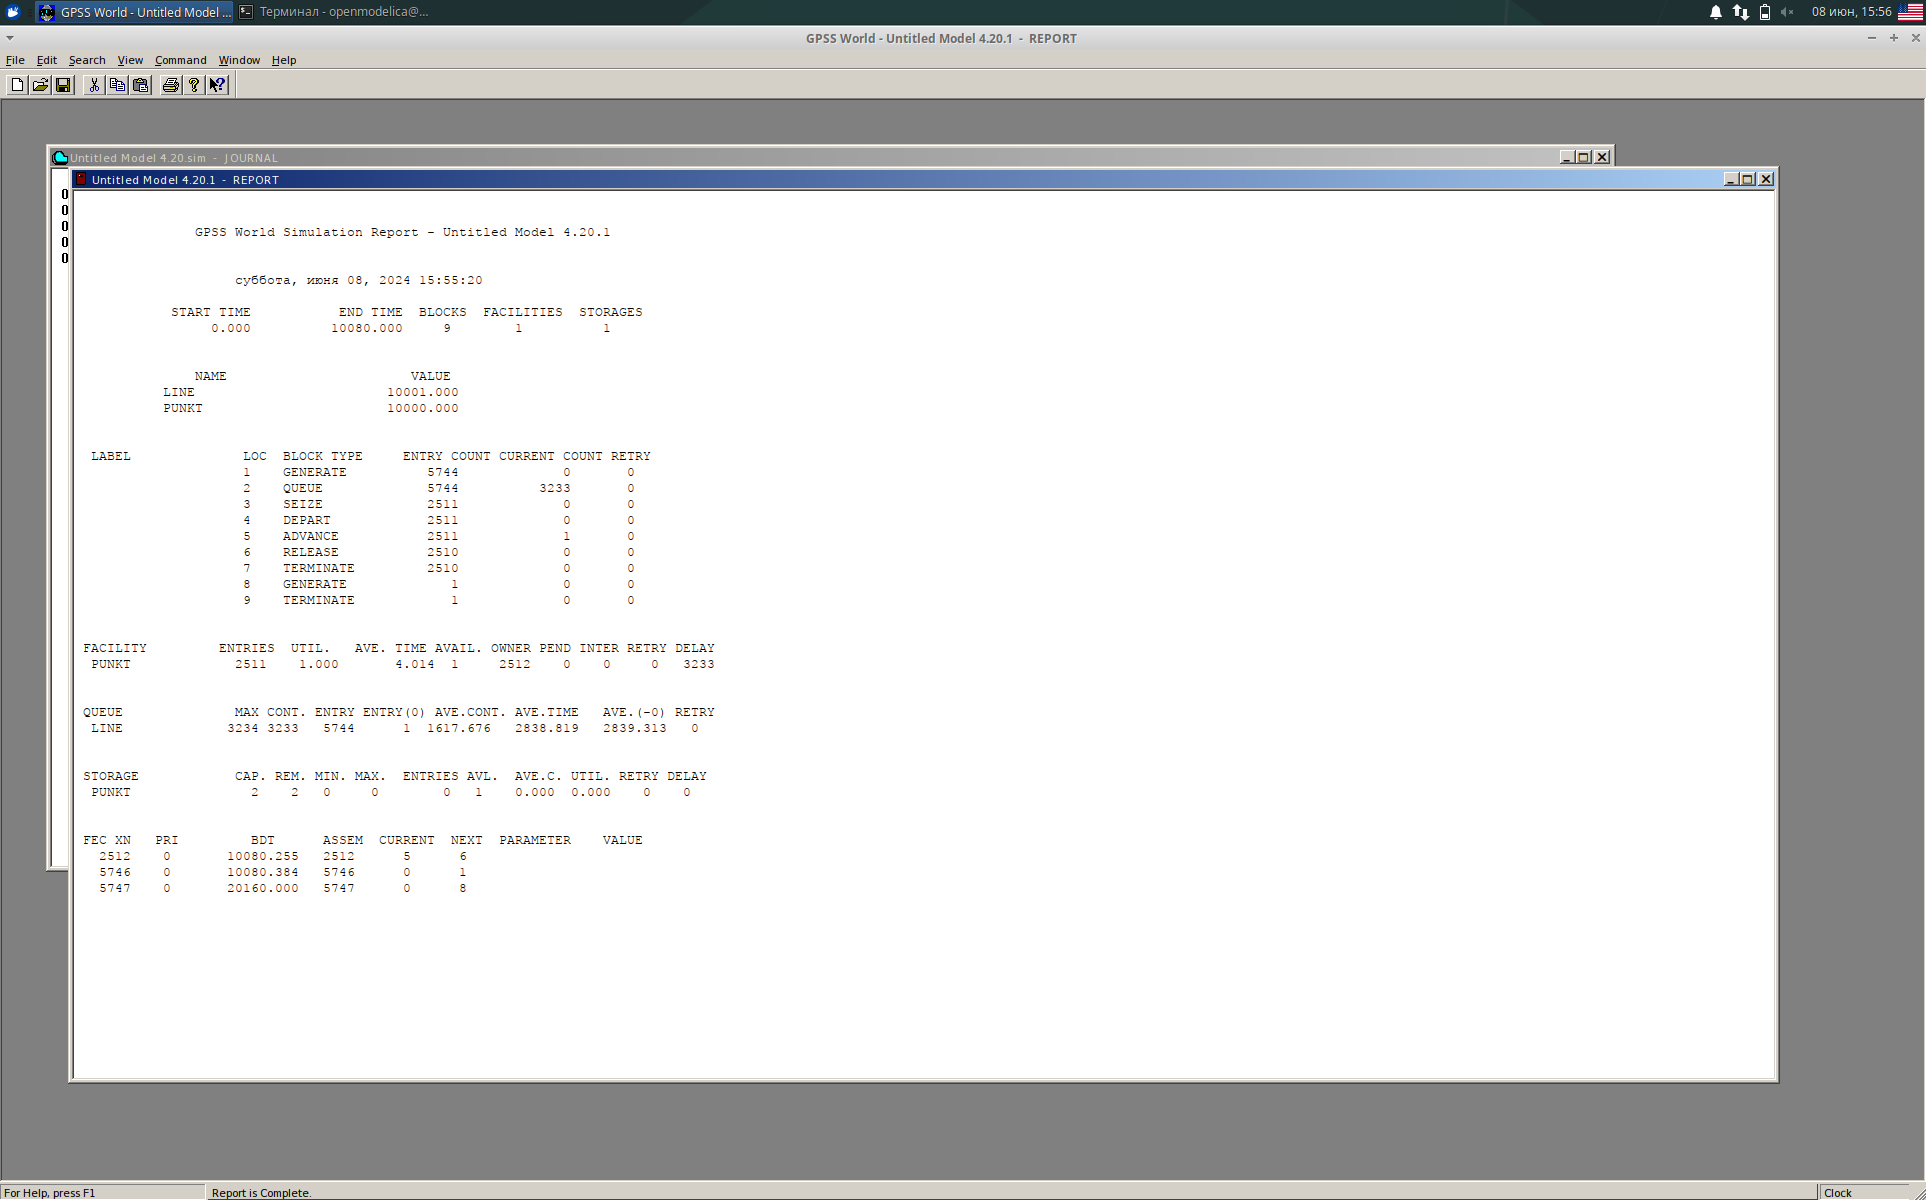 GPSS World - Untitled Model ... Терминал - openmodelica@... 08 июн, 15:56
GPSS World - Untitled Model 4.20.1 - REPORT
File Edit Search View Command Window Help
Untitled Model 4.20.sim - JOURNAL
Untitled Model 4.20.1 - REPORT
0
0
0
0
0
GPSS World Simulation Report - Untitled Model 4.20.1
суббота, июня 08, 2024 15:55:20
START TIME END TIME BLOCKS FACILITIES STORAGES
0.000 10080.000 9 1 1
NAME VALUE
LINE 10001.000
PUNKT 10000.000
LABEL LOC BLOCK TYPE ENTRY COUNT CURRENT COUNT RETRY
1 GENERATE 5744 0 0
2 QUEUE 5744 3233 0
3 SEIZE 2511 0 0
4 DEPART 2511 0 0
5 ADVANCE 2511 1 0
6 RELEASE 2510 0 0
7 TERMINATE 2510 0 0
8 GENERATE 1 0 0
9 TERMINATE 1 0 0
FACILITY ENTRIES UTIL. AVE. TIME AVAIL. OWNER PEND INTER RETRY DELAY
PUNKT 2511 1.000 4.014 1 2512 0 0 0 3233
QUEUE MAX CONT. ENTRY ENTRY(0) AVE.CONT. AVE.TIME AVE.(-0) RETRY
LINE 3234 3233 5744 1 1617.676 2838.819 2839.313 0
STORAGE CAP. REM. MIN. MAX. ENTRIES AVL. AVE.C. UTIL. RETRY DELAY
PUNKT 2 2 0 0 0 1 0.000 0.000 0 0
FEC XN PRI BDT ASSEM CURRENT NEXT PARAMETER VALUE
2512 0 10080.255 2512 5 6
5746 0 10080.384 5746 0 1
5747 0 20160.000 5747 0 8
For Help, press F1 Report is Complete. Clock